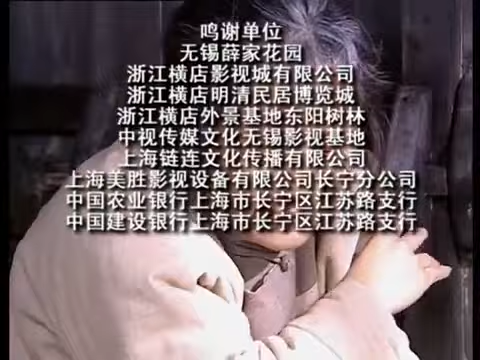 鸣谢单位
无锡薛家花园
浙江横店影视城有限公司
浙江横店明清民居博览城
浙江横店外景基地东阳树林
中视传媒文化无锡影视基地
上海链连文化传播有限公司
上海美胜影视设备有限公司长宁分公司
中国农业银行上海市长宁区江苏路支行
中国建设银行上海市长宁区江苏路支行